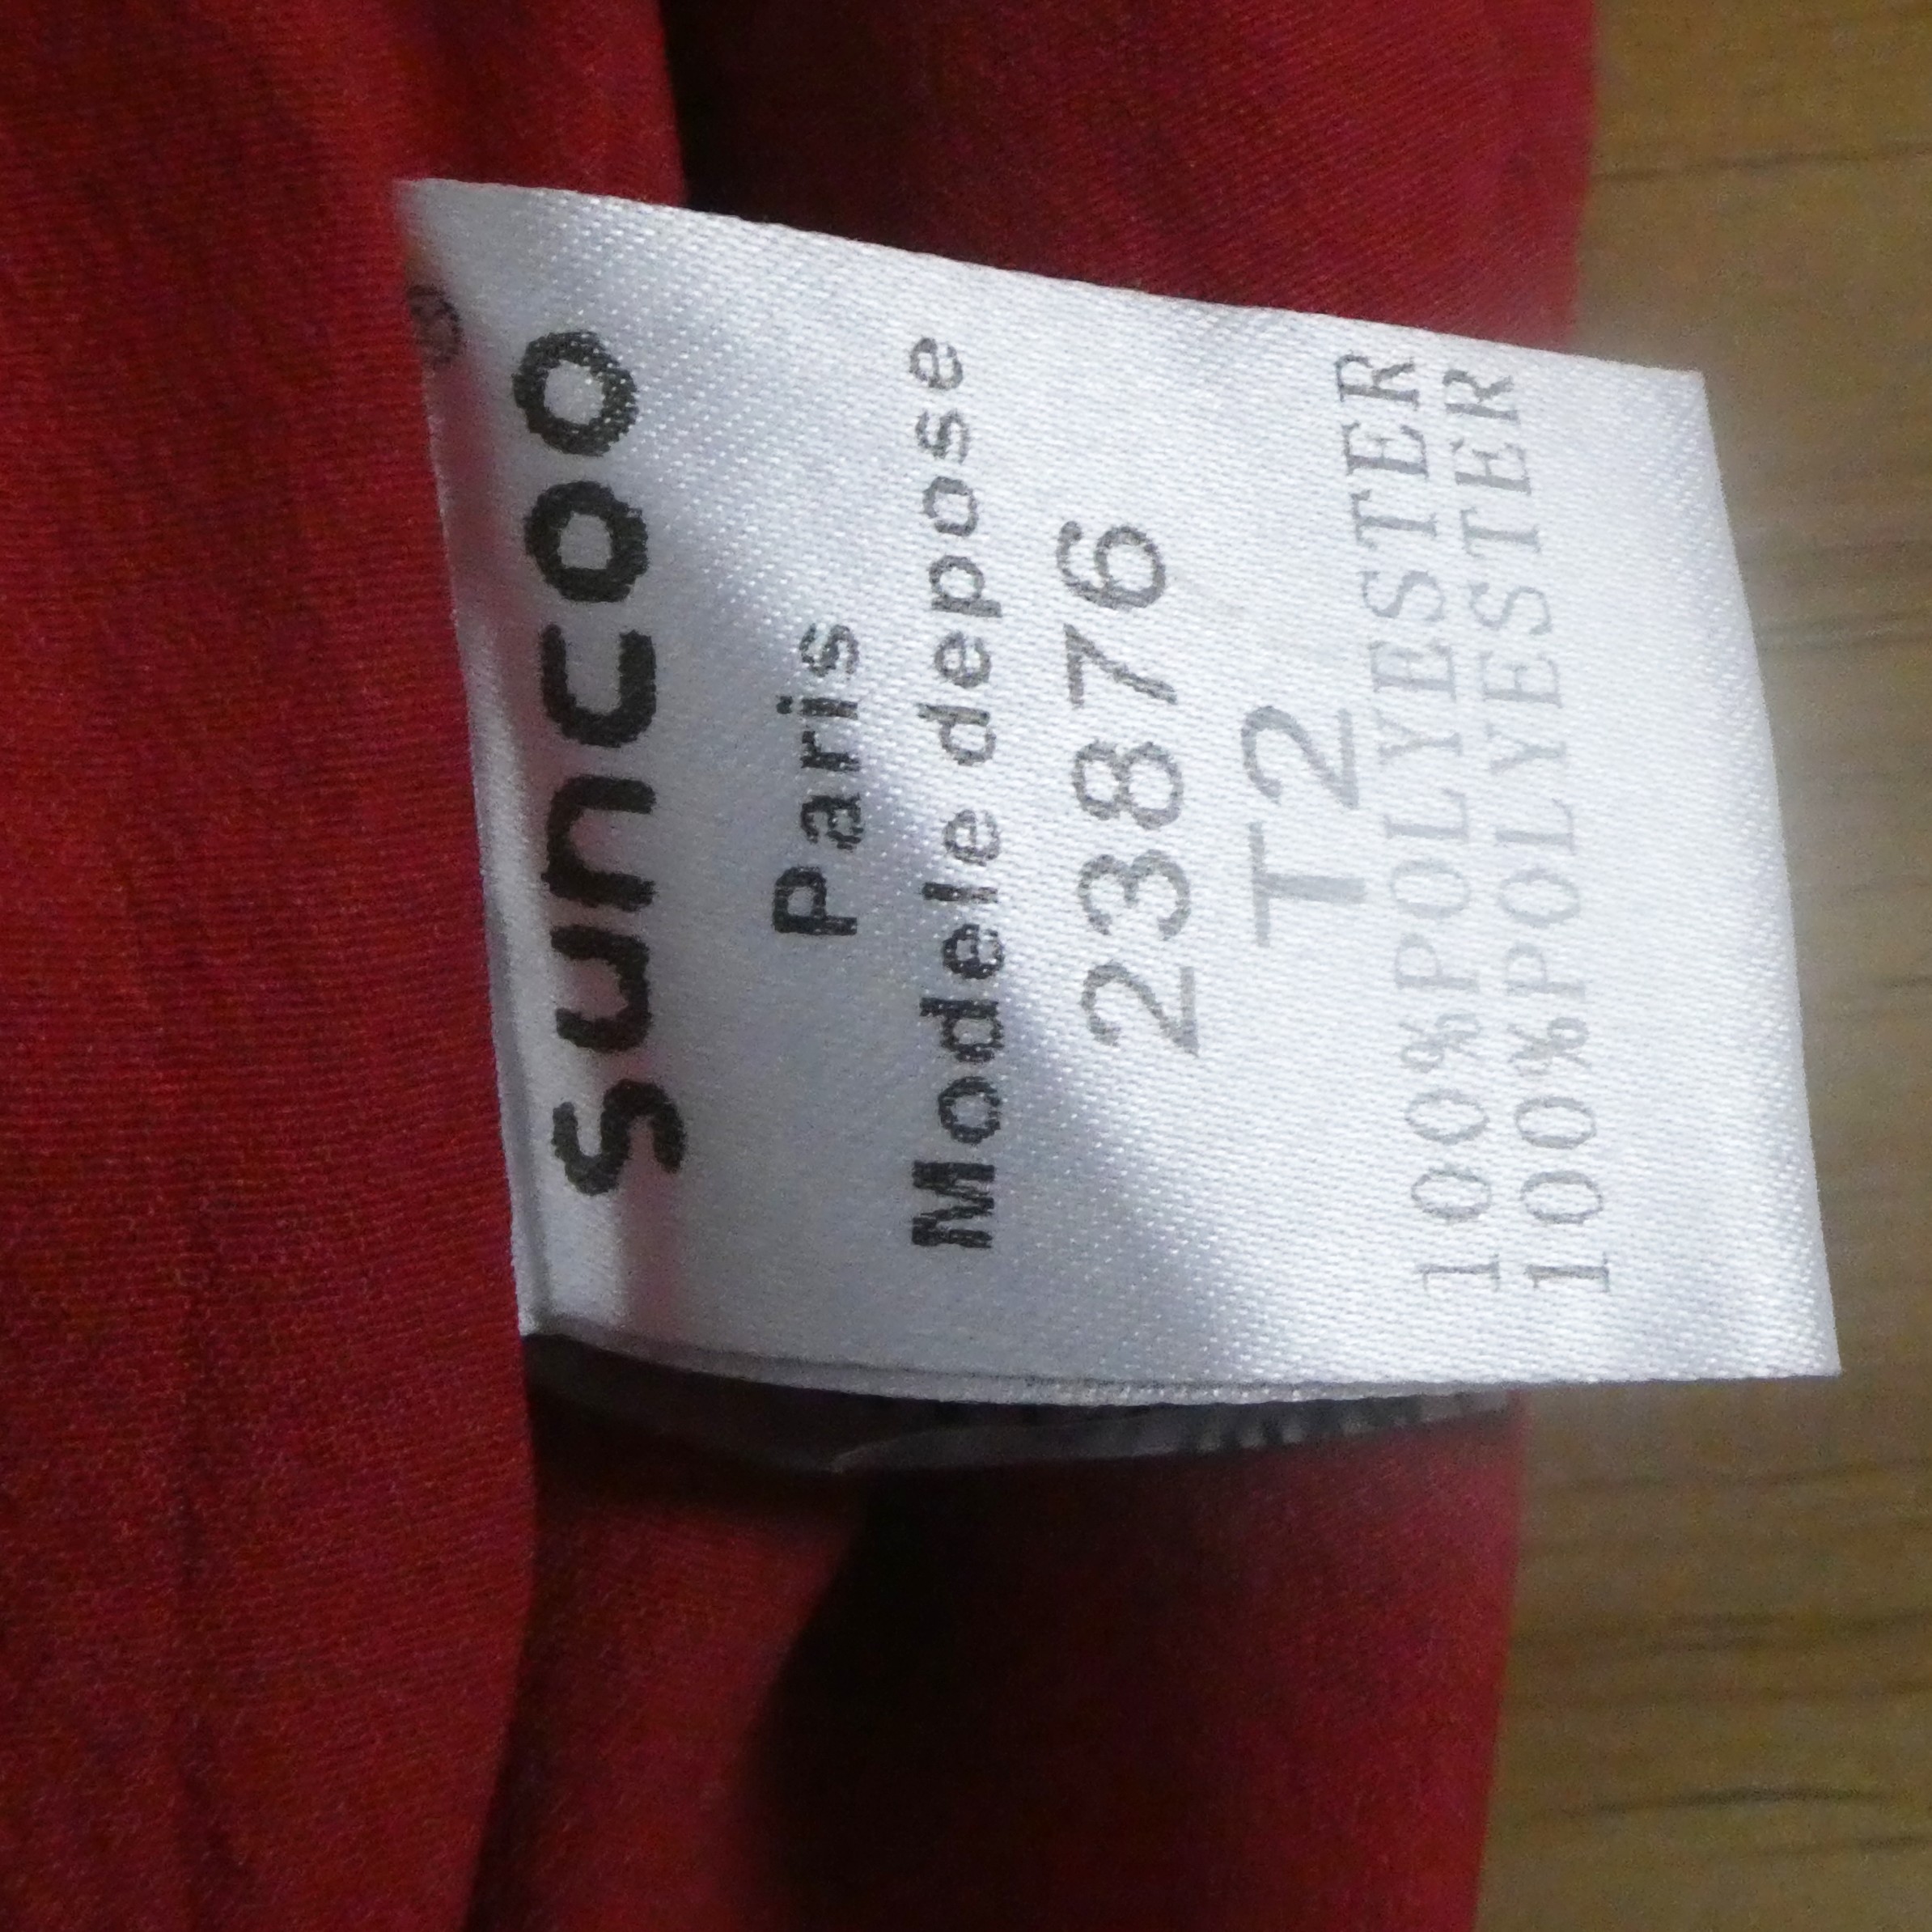 ®
suncoo
Paris
Modele depose
23876
T2
100%POLYESTER
100%POLYESTER